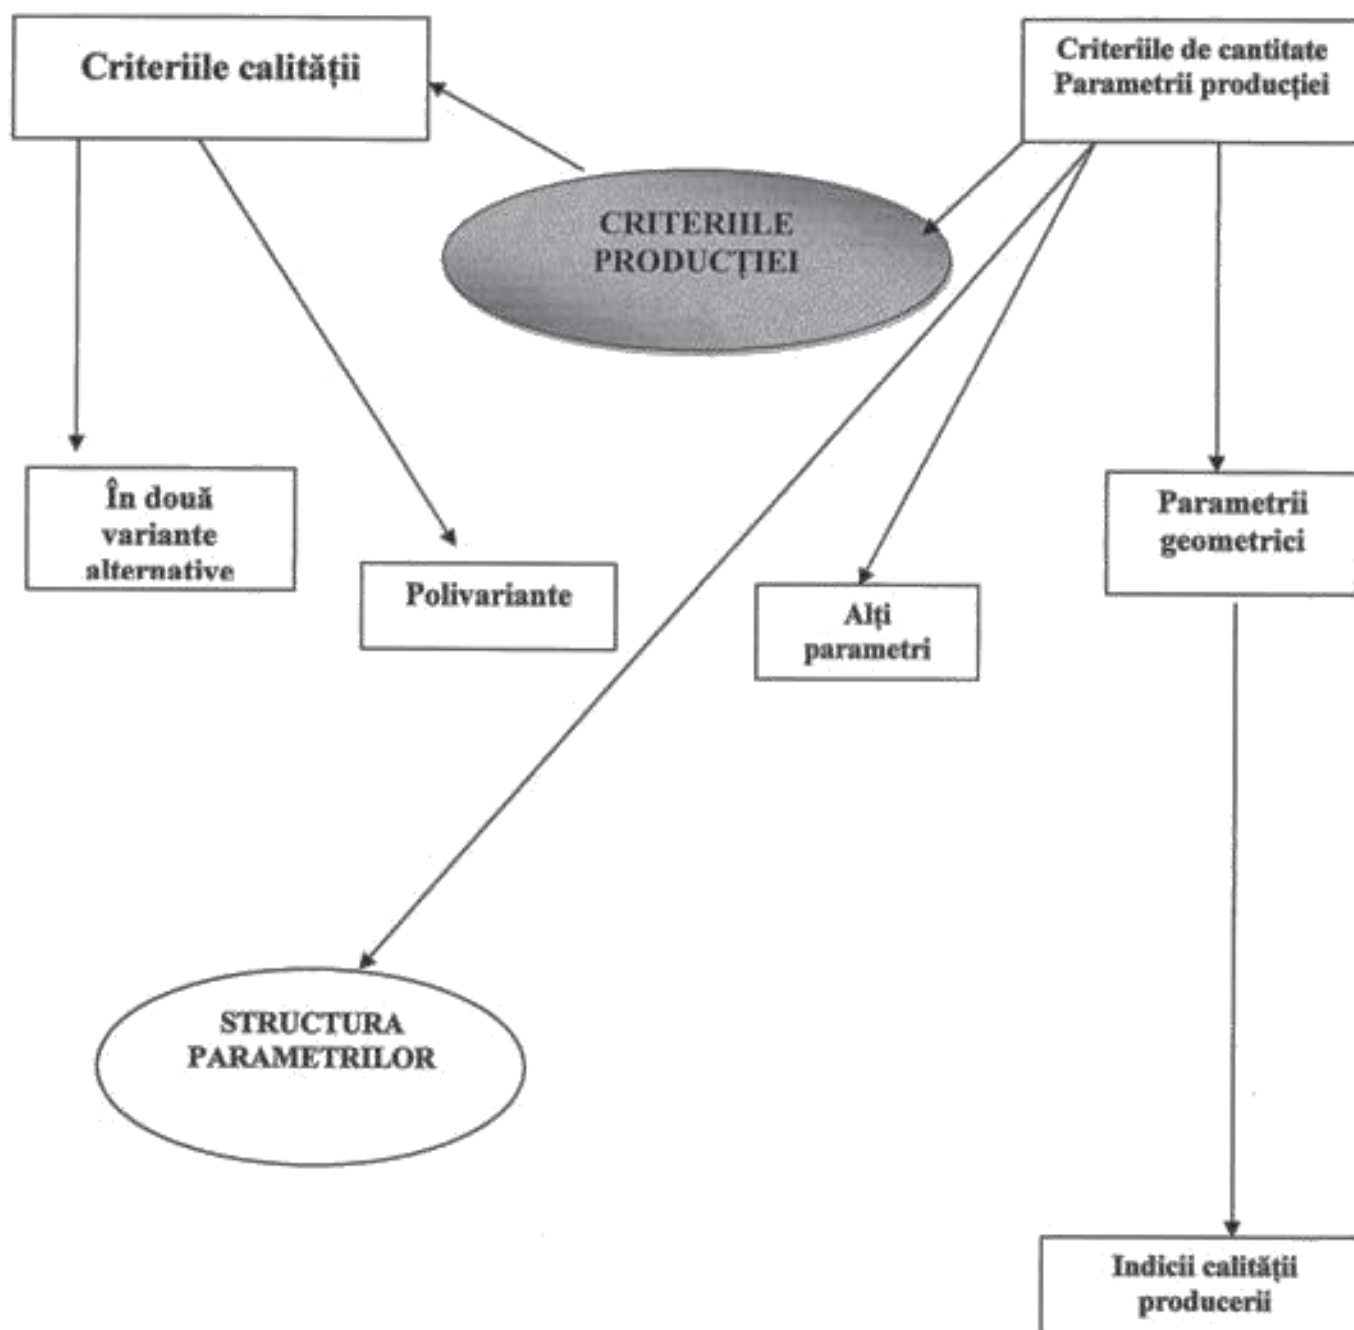 Criteriile calității
Criteriile de cantitate
Parametrii producției
CRITERIILE
PRODUCȚIEI
În două
variante
alternative
Polivariante
Alți
parametri
Parametrii
geometrici
STRUCTURA
PARAMETRILOR
Indicii calității
producerii